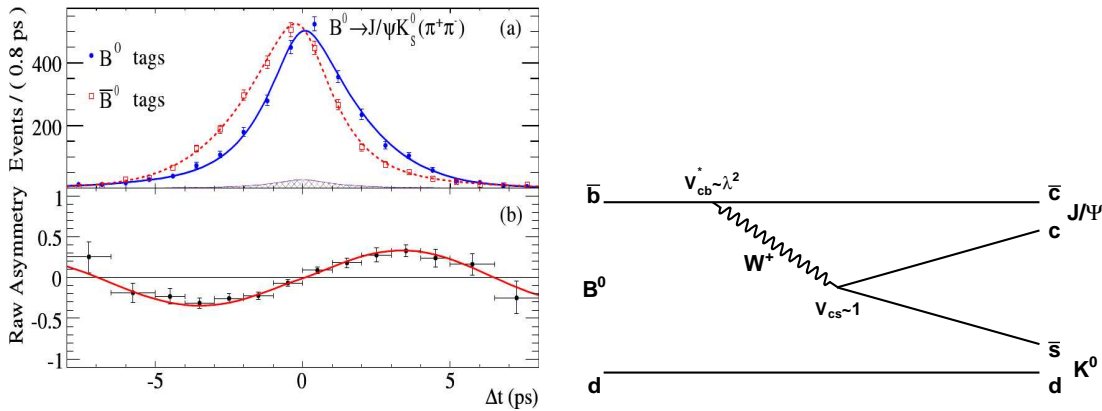 B⁰→J/ψK_S⁰(π⁺π⁻)
(a)
B⁰ tags
B̅⁰ tags
Events / ( 0.8 ps )
400
200
(b)
Raw Asymmetry
1
0.5
0
-0.5
-1
-5
0
5
Δt (ps)
V*cb~λ²
b̅
c̅
J/Ψ
c
W⁺
B⁰
Vcs~1
s̅
K⁰
d
d